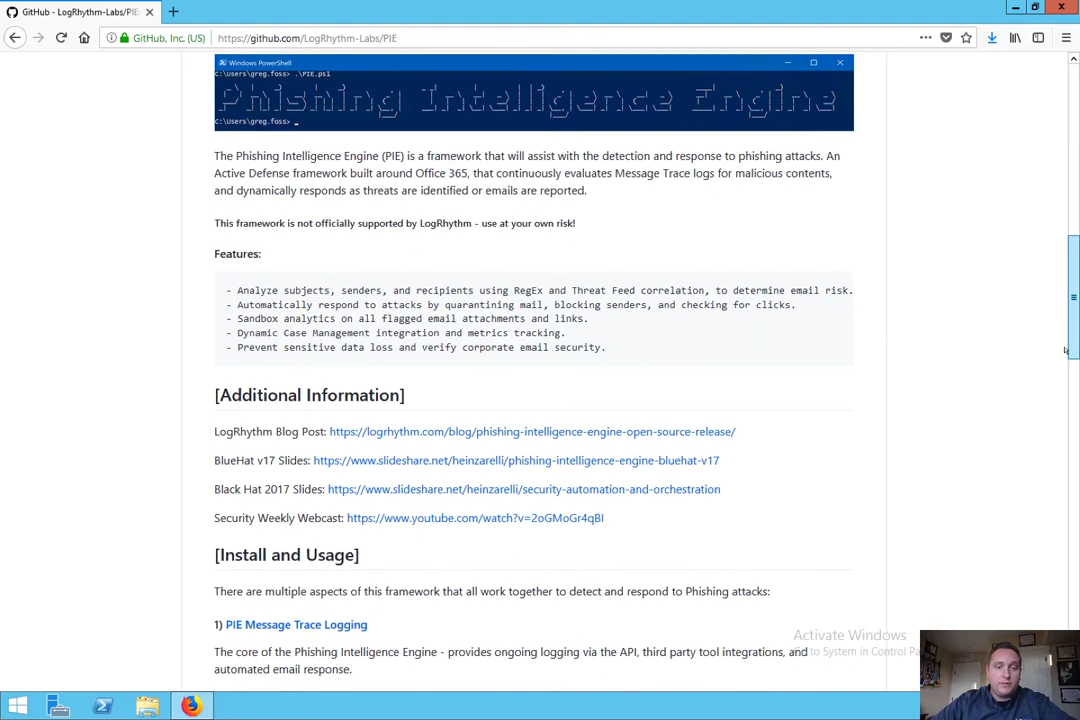 GitHub - LogRhythm-Labs/PIE:
GitHub, Inc. (US)
https://github.com/LogRhythm-Labs/PIE
Windows PowerShell
C:\Users\greg.foss> .\PIE.ps1
Phishing Intelligence Engine
C:\Users\greg.foss> _
The Phishing Intelligence Engine (PIE) is a framework that will assist with the detection and response to phishing attacks. An
Active Defense framework built around Office 365, that continuously evaluates Message Trace logs for malicious contents,
and dynamically responds as threats are identified or emails are reported.
This framework is not officially supported by LogRhythm - use at your own risk!
Features:
- Analyze subjects, senders, and recipients using RegEx and Threat Feed correlation, to determine email risk.
- Automatically respond to attacks by quarantining mail, blocking senders, and checking for clicks.
- Sandbox analytics on all flagged email attachments and links.
- Dynamic Case Management integration and metrics tracking.
- Prevent sensitive data loss and verify corporate email security.
[Additional Information]
LogRhythm Blog Post: https://logrhythm.com/blog/phishing-intelligence-engine-open-source-release/
BlueHat v17 Slides: https://www.slideshare.net/heinzarelli/phishing-intelligence-engine-bluehat-v17
Black Hat 2017 Slides: https://www.slideshare.net/heinzarelli/security-automation-and-orchestration
Security Weekly Webcast: https://www.youtube.com/watch?v=2oGMoGr4qBI
[Install and Usage]
There are multiple aspects of this framework that all work together to detect and respond to Phishing attacks:
1) PIE Message Trace Logging
Activate Windows
The core of the Phishing Intelligence Engine - provides ongoing logging via the API, third party tool integrations, and
to System in Control Pa
automated email response.